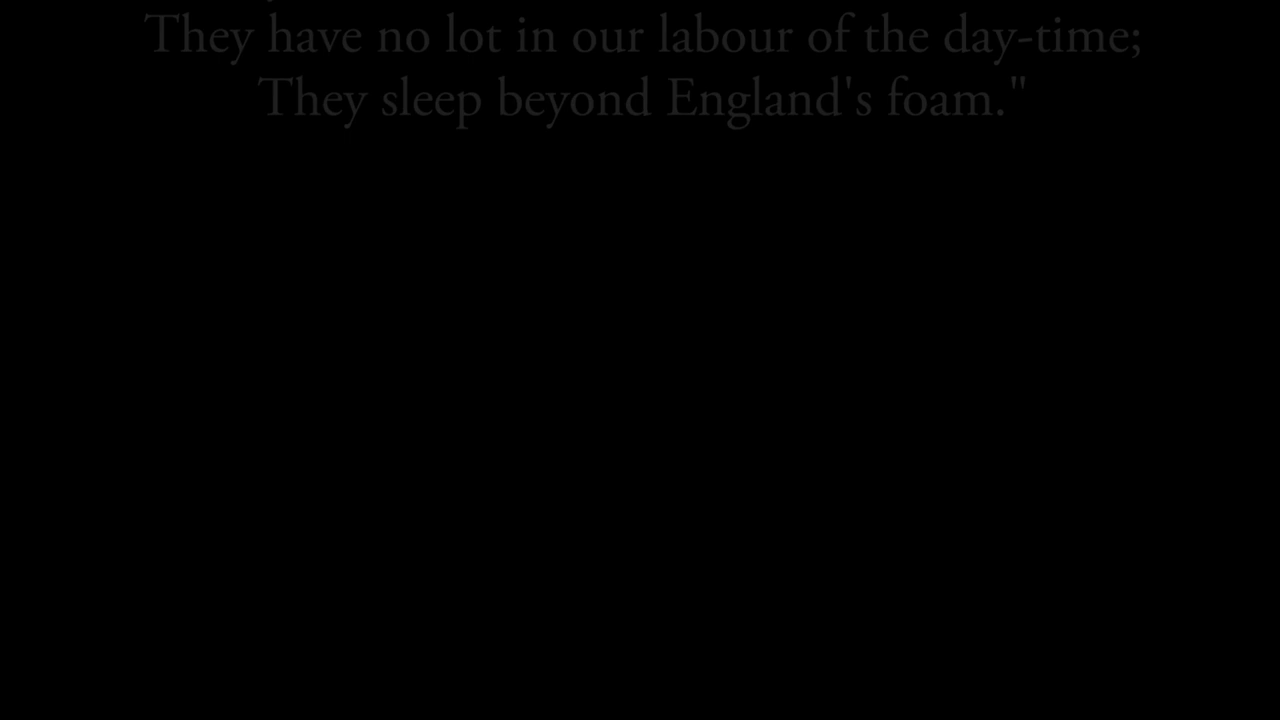 They have no lot in our labour of the day-time;
They sleep beyond England's foam."